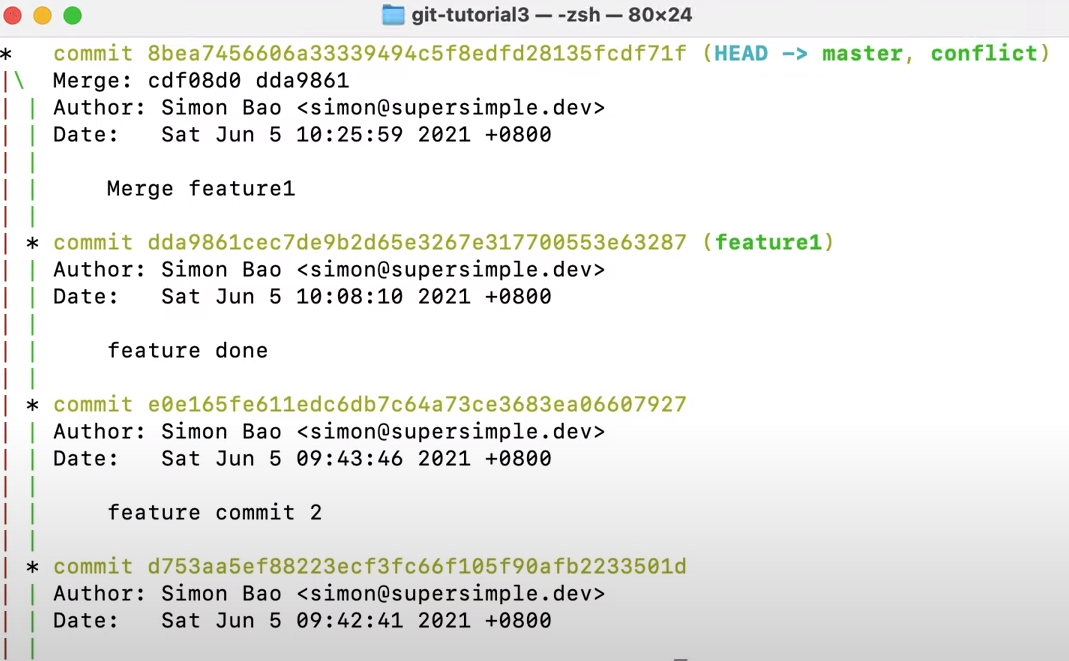 git-tutorial3 — -zsh — 80×24
* commit 8bea7456606a33339494c5f8edfd28135fcdf71f (HEAD -> master, conflict)
|\ Merge: cdf08d0 dda9861
| | Author: Simon Bao <simon@supersimple.dev>
| | Date: Sat Jun 5 10:25:59 2021 +0800
| |
| | Merge feature1
| |
| * commit dda9861cec7de9b2d65e3267e317700553e63287 (feature1)
| | Author: Simon Bao <simon@supersimple.dev>
| | Date: Sat Jun 5 10:08:10 2021 +0800
| |
| | feature done
| |
| * commit e0e165fe611edc6db7c64a73ce3683ea06607927
| | Author: Simon Bao <simon@supersimple.dev>
| | Date: Sat Jun 5 09:43:46 2021 +0800
| |
| | feature commit 2
| |
| * commit d753aa5ef88223ecf3fc66f105f90afb2233501d
| | Author: Simon Bao <simon@supersimple.dev>
| | Date: Sat Jun 5 09:42:41 2021 +0800
| |